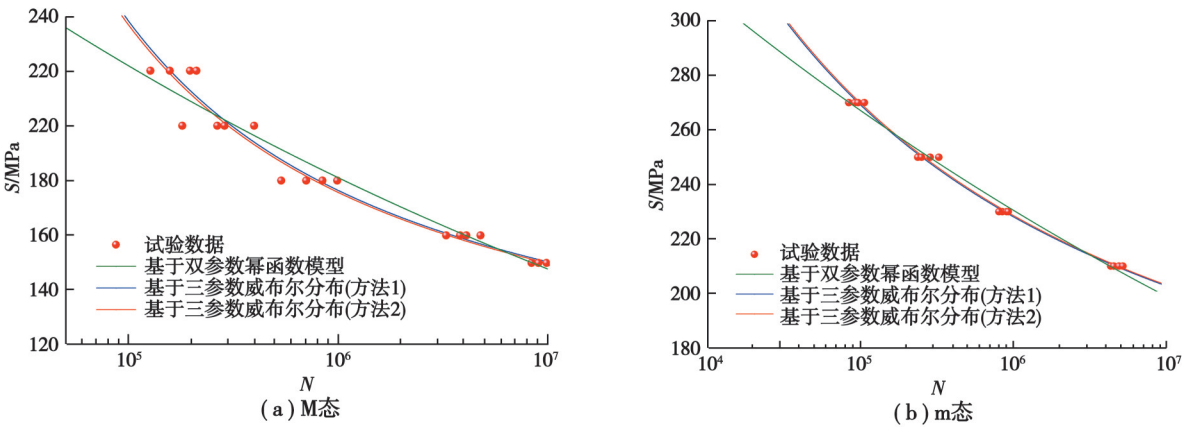 240
220
220
180
160
140
120
S/MPa
10⁵
10⁶
10⁷
N
试验数据
基于双参数幂函数模型
基于三参数威布尔分布(方法1)
基于三参数威布尔分布(方法2)
(a)M态
300
280
260
240
220
200
180
S/MPa
10⁴
10⁵
10⁶
10⁷
N
试验数据
基于双参数幂函数模型
基于三参数威布尔分布(方法1)
基于三参数威布尔分布(方法2)
(b)m态